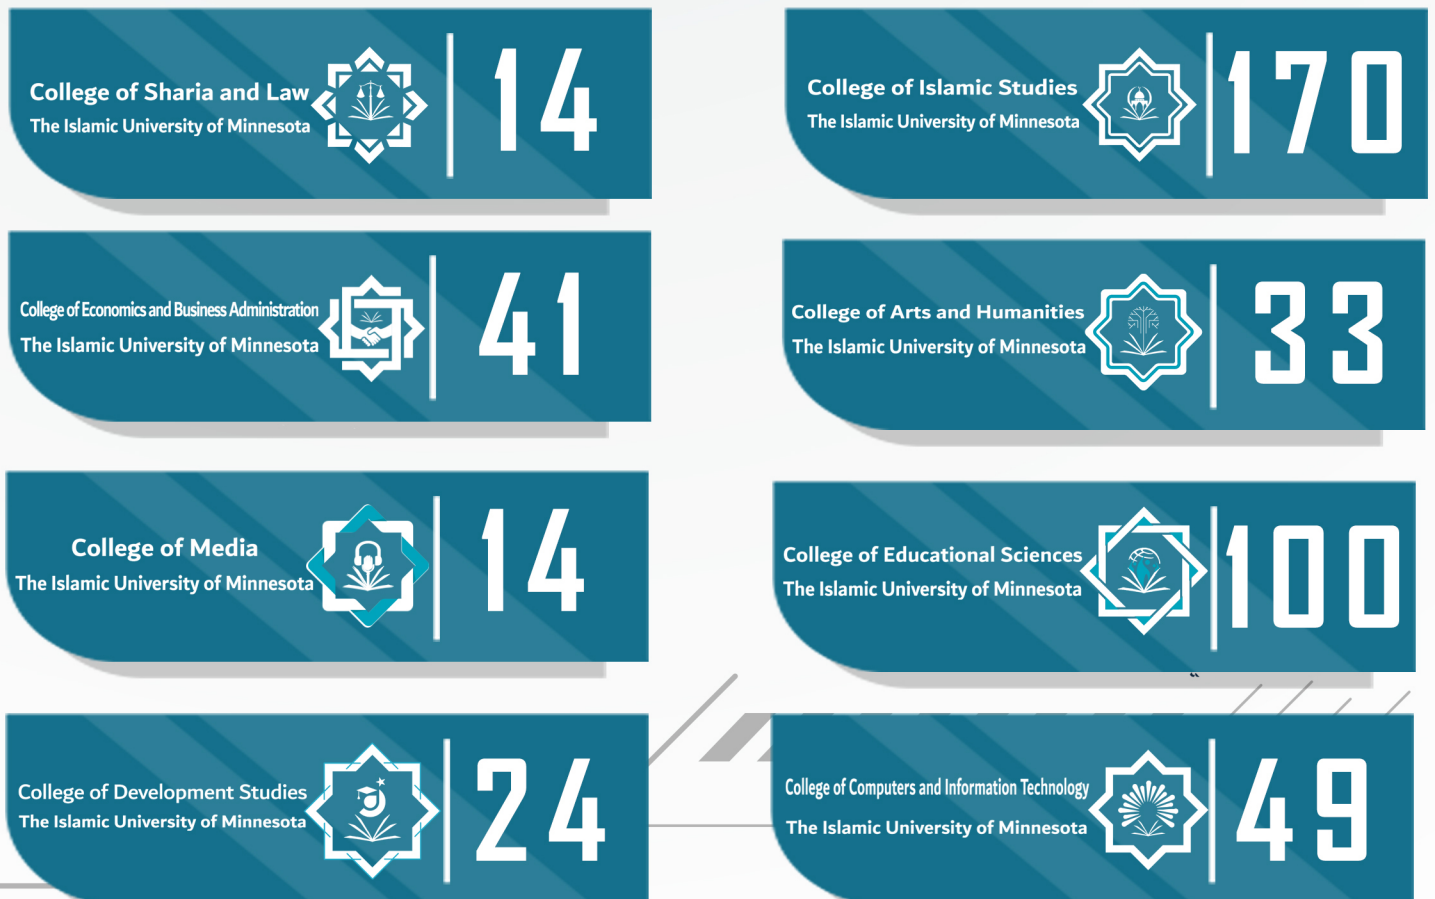 College of Sharia and Law
The Islamic University of Minnesota
14
College of Islamic Studies
The Islamic University of Minnesota
170
College of Economics and Business Administration
The Islamic University of Minnesota
41
College of Arts and Humanities
The Islamic University of Minnesota
33
College of Media
The Islamic University of Minnesota
14
College of Educational Sciences
The Islamic University of Minnesota
100
“
College of Development Studies
The Islamic University of Minnesota
24
College of Computers and Information Technology
The Islamic University of Minnesota
49